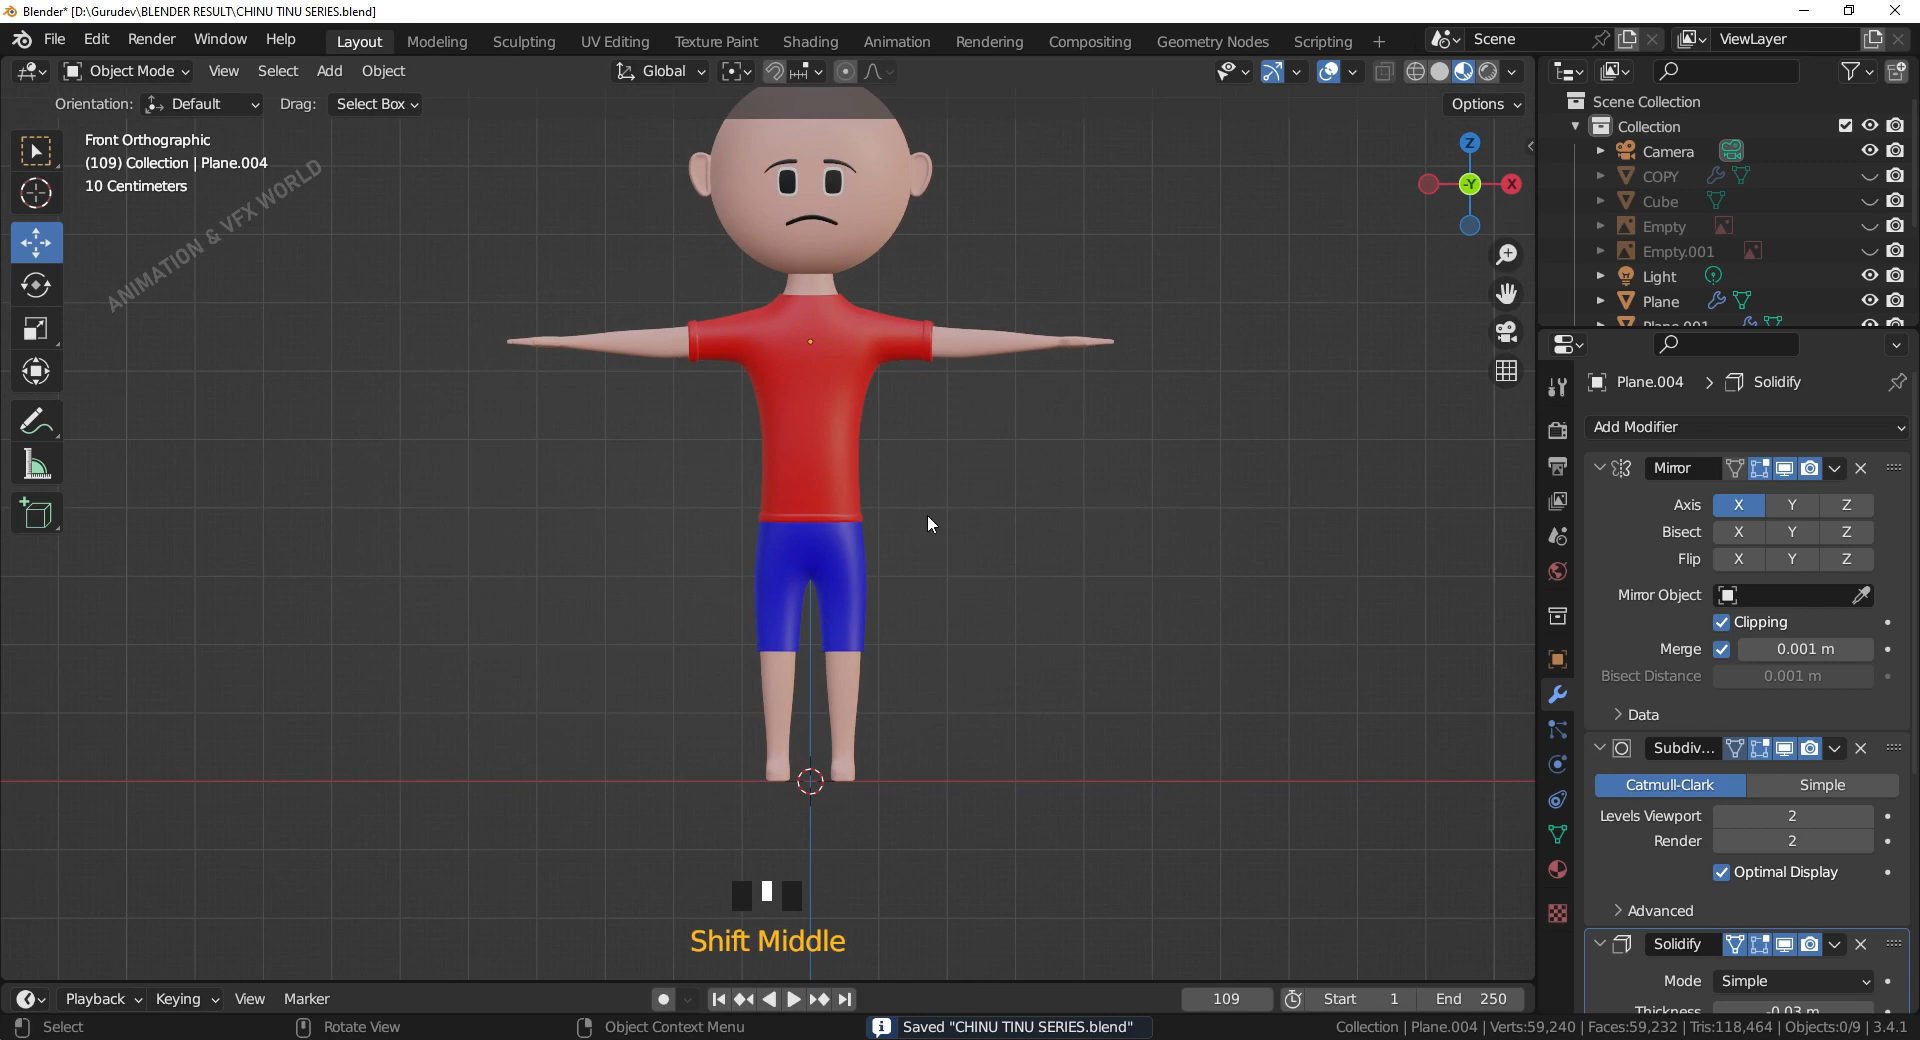 Blender* [D:\Gurudev\BLENDER RESULT\CHINU TINU SERIES.blend]
File Edit Render Window Help Layout Modeling Sculpting UV Editing Texture Paint Shading Animation Rendering Compositing Geometry Nodes Scripting + Scene ViewLayer
Object Mode View Select Add Object Global
Orientation: Default Drag: Select Box Options
Front Orthographic
(109) Collection | Plane.004
10 Centimeters
ANIMATION & VFX WORLD
Z
-Y
X
Scene Collection
Collection
Camera
COPY
Cube
Empty
Empty.001
Light
Plane
Plane.001
Plane.004 > Solidify
Add Modifier
Mirror
Axis X Y Z
Bisect X Y Z
Flip X Y Z
Mirror Object
Clipping
Merge 0.001 m
Bisect Distance 0.001 m
Data
Subdiv...
Catmull-Clark Simple
Levels Viewport 2
Render 2
Optimal Display
Advanced
Solidify
Mode Simple
Thickness -0.03 m
Shift Middle
Playback Keying View Marker 109 Start 1 End 250
Select Rotate View Object Context Menu Saved "CHINU TINU SERIES.blend" Collection | Plane.004 | Verts:59,240 | Faces:59,232 | Tris:118,464 | Objects:0/9 | 3.4.1